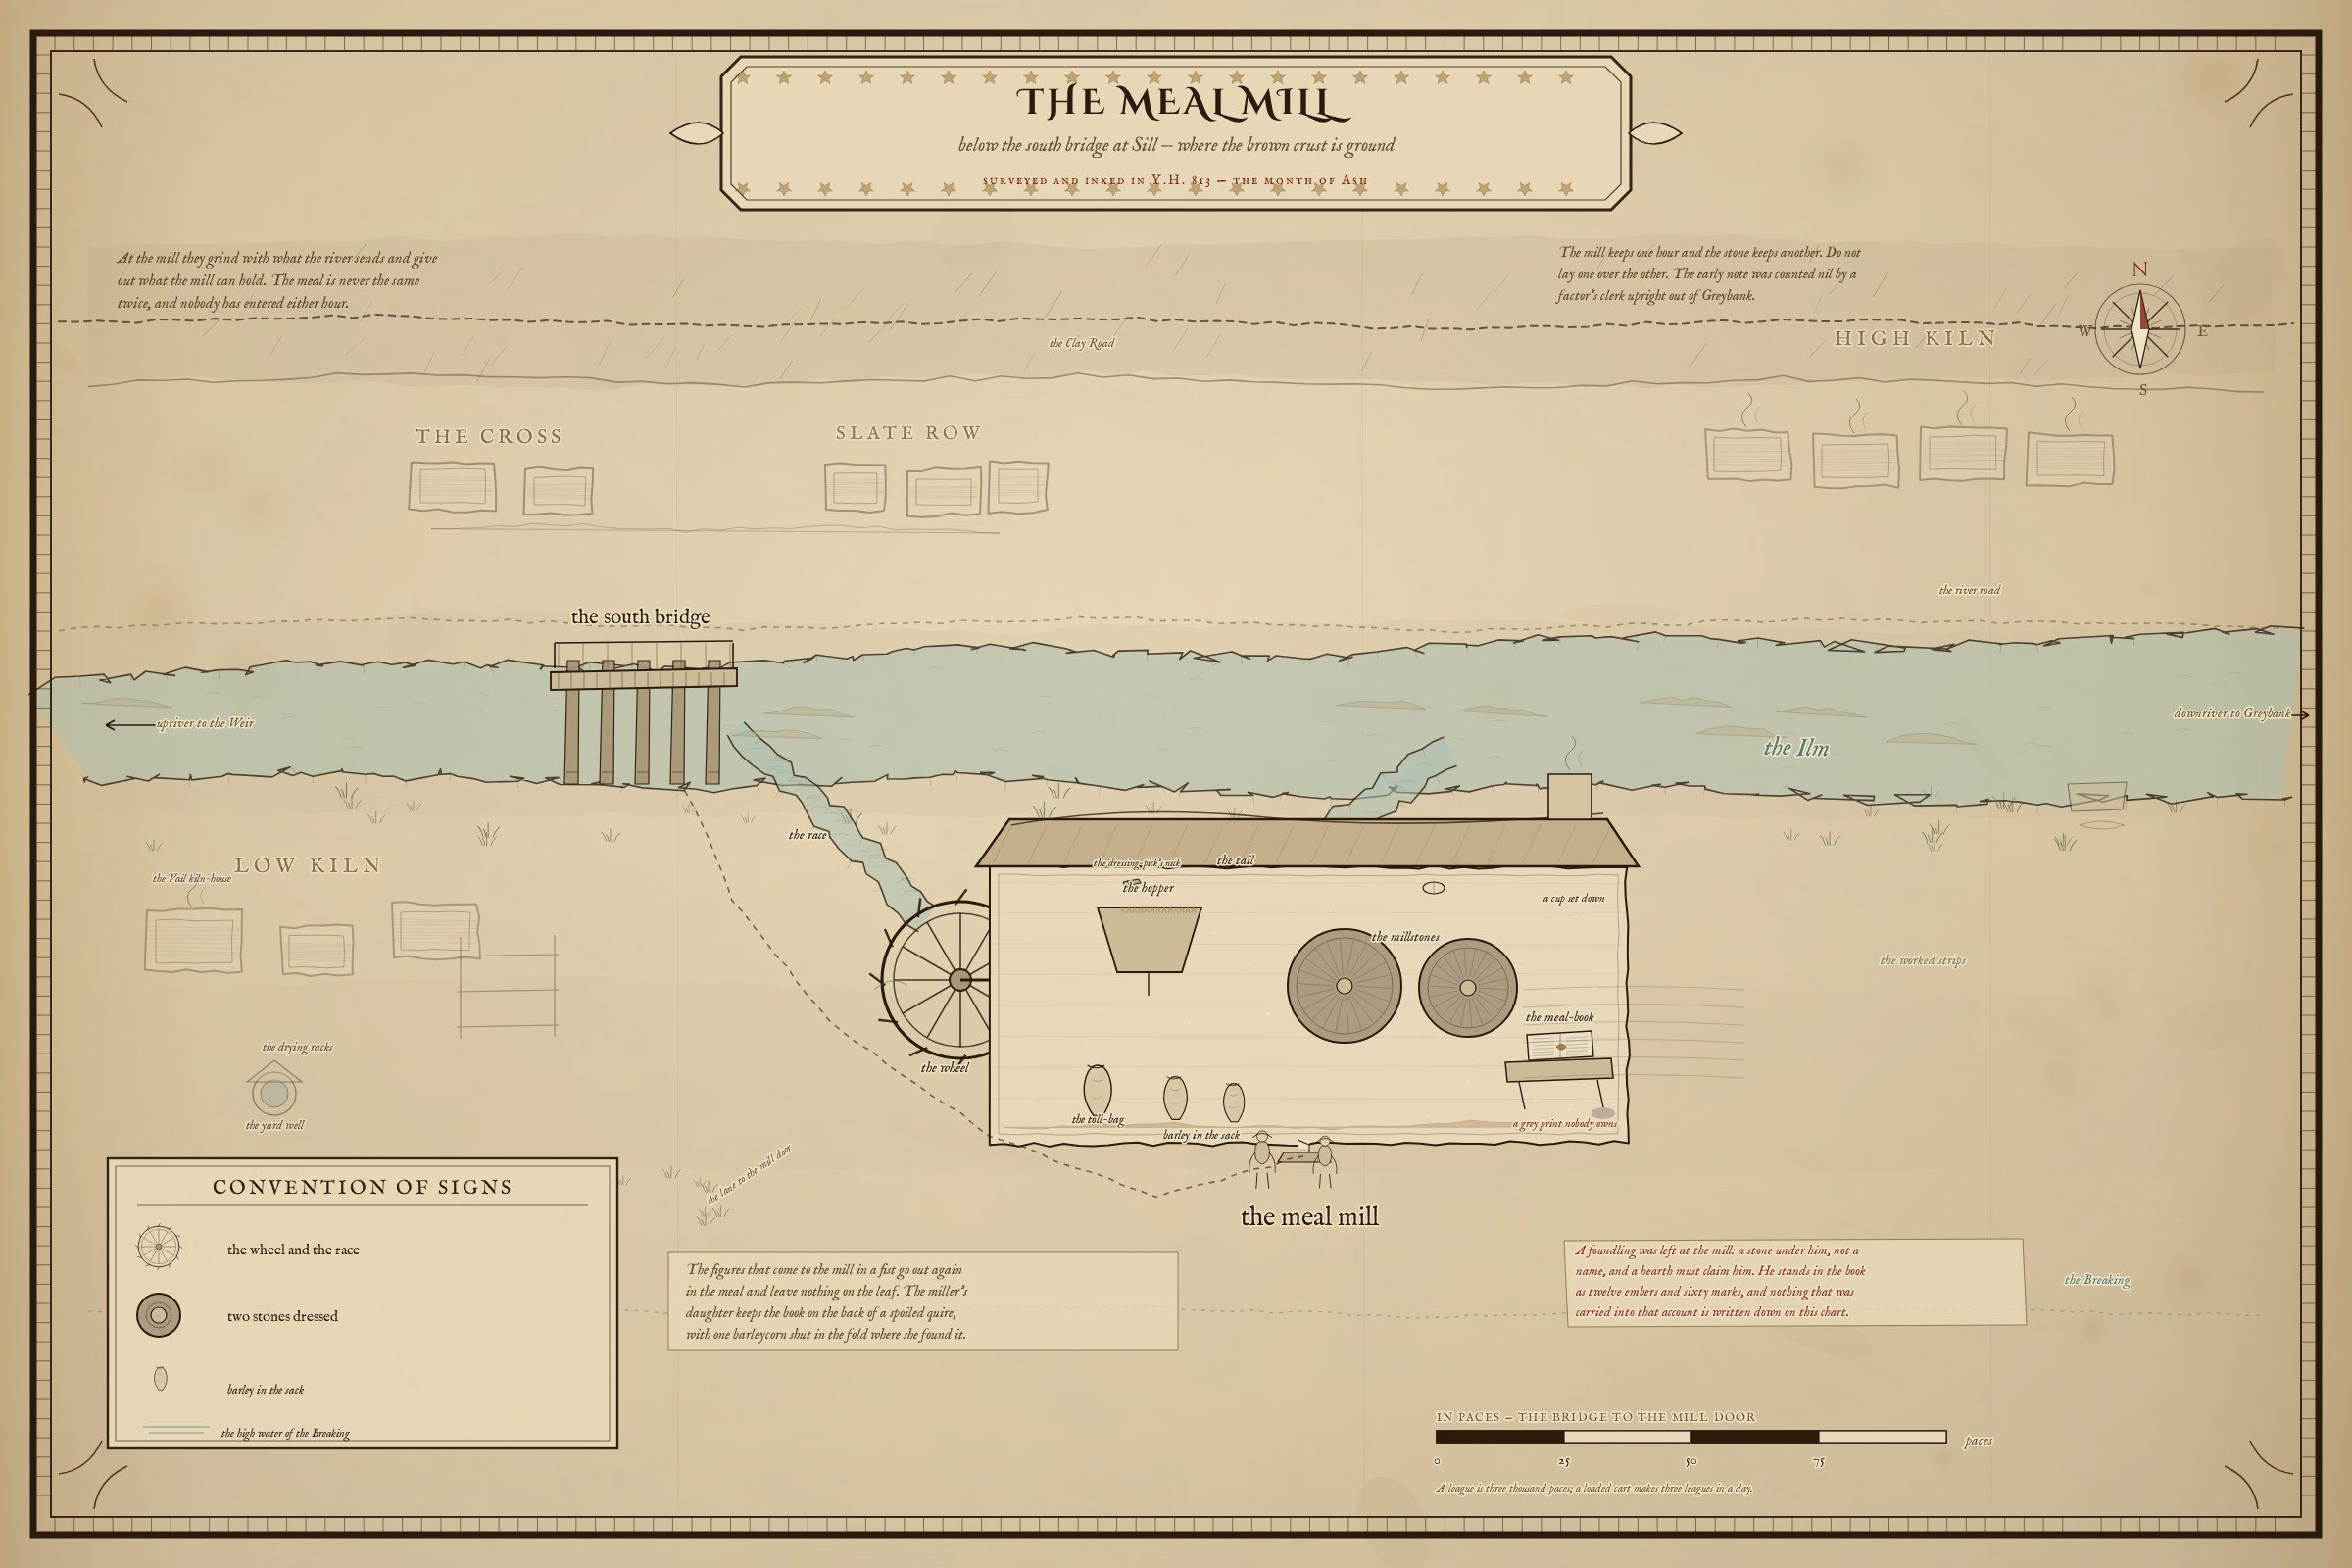 THE MEAL MILL
below the south bridge at Sill — where the brown crust is ground
surveyed and inked in Y.H. 813 — the month of Ash
At the mill they grind with what the river sends and give
out what the mill can hold. The meal is never the same
twice, and nobody has entered either hour.
The mill keeps one hour and the stone keeps another. Do not
lay one over the other. The early note was counted nil by a
factor's clerk upright out of Greybank.
N
W
E
S
the Clay Road
HIGH KILN
THE CROSS
SLATE ROW
the river road
the south bridge
upriver to the Weir
downriver to Greybank
the Ilm
the race
LOW KILN
the Vail kiln-house
the dressing-pick's nick
the tail
the hopper
a cup set down
the millstones
the worked strips
the meal-book
the drying racks
the wheel
the yard well
the toll-bag
barley in the sack
a grey print nobody owns
the lane to the mill door
the meal mill
CONVENTION OF SIGNS
the wheel and the race
two stones dressed
barley in the sack
the high water of the Breaking
The figures that come to the mill in a fist go out again
in the meal and leave nothing on the leaf. The miller's
daughter keeps the book on the back of a spoiled quire,
with one barleycorn shut in the fold where she found it.
A foundling was left at the mill: a stone under him, not a
name, and a hearth must claim him. He stands in the book
as twelve embers and sixty marks, and nothing that was
carried into that account is written down on this chart.
the Breaking
IN PACES — THE BRIDGE TO THE MILL DOOR
paces
0 25 50 75
A league is three thousand paces; a loaded cart makes three leagues in a day.